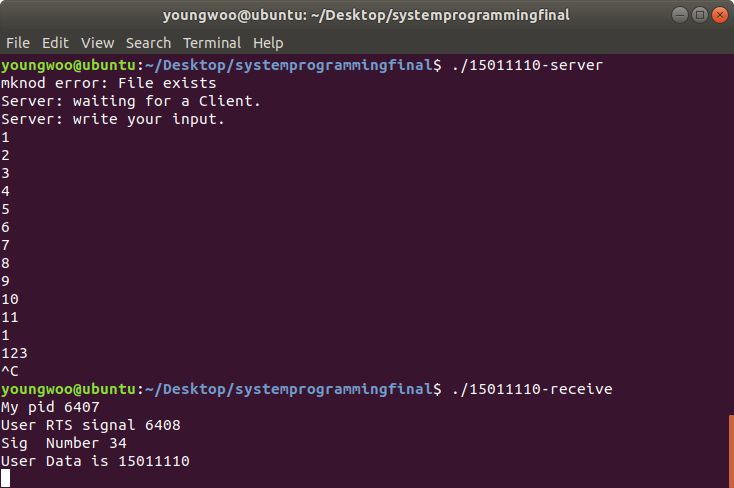 youngwoo@ubuntu: ~/Desktop/systemprogrammingfinal
File Edit View Search Terminal Help
youngwoo@ubuntu:~/Desktop/systemprogrammingfinal$ ./15011110-server
mknod error: File exists
Server: waiting for a Client.
Server: write your input.
1
2
3
4
5
6
7
8
9
10
11
1
123
^C
youngwoo@ubuntu:~/Desktop/systemprogrammingfinal$ ./15011110-receive
My pid 6407
User RTS signal 6408
Sig  Number 34
User Data is 15011110